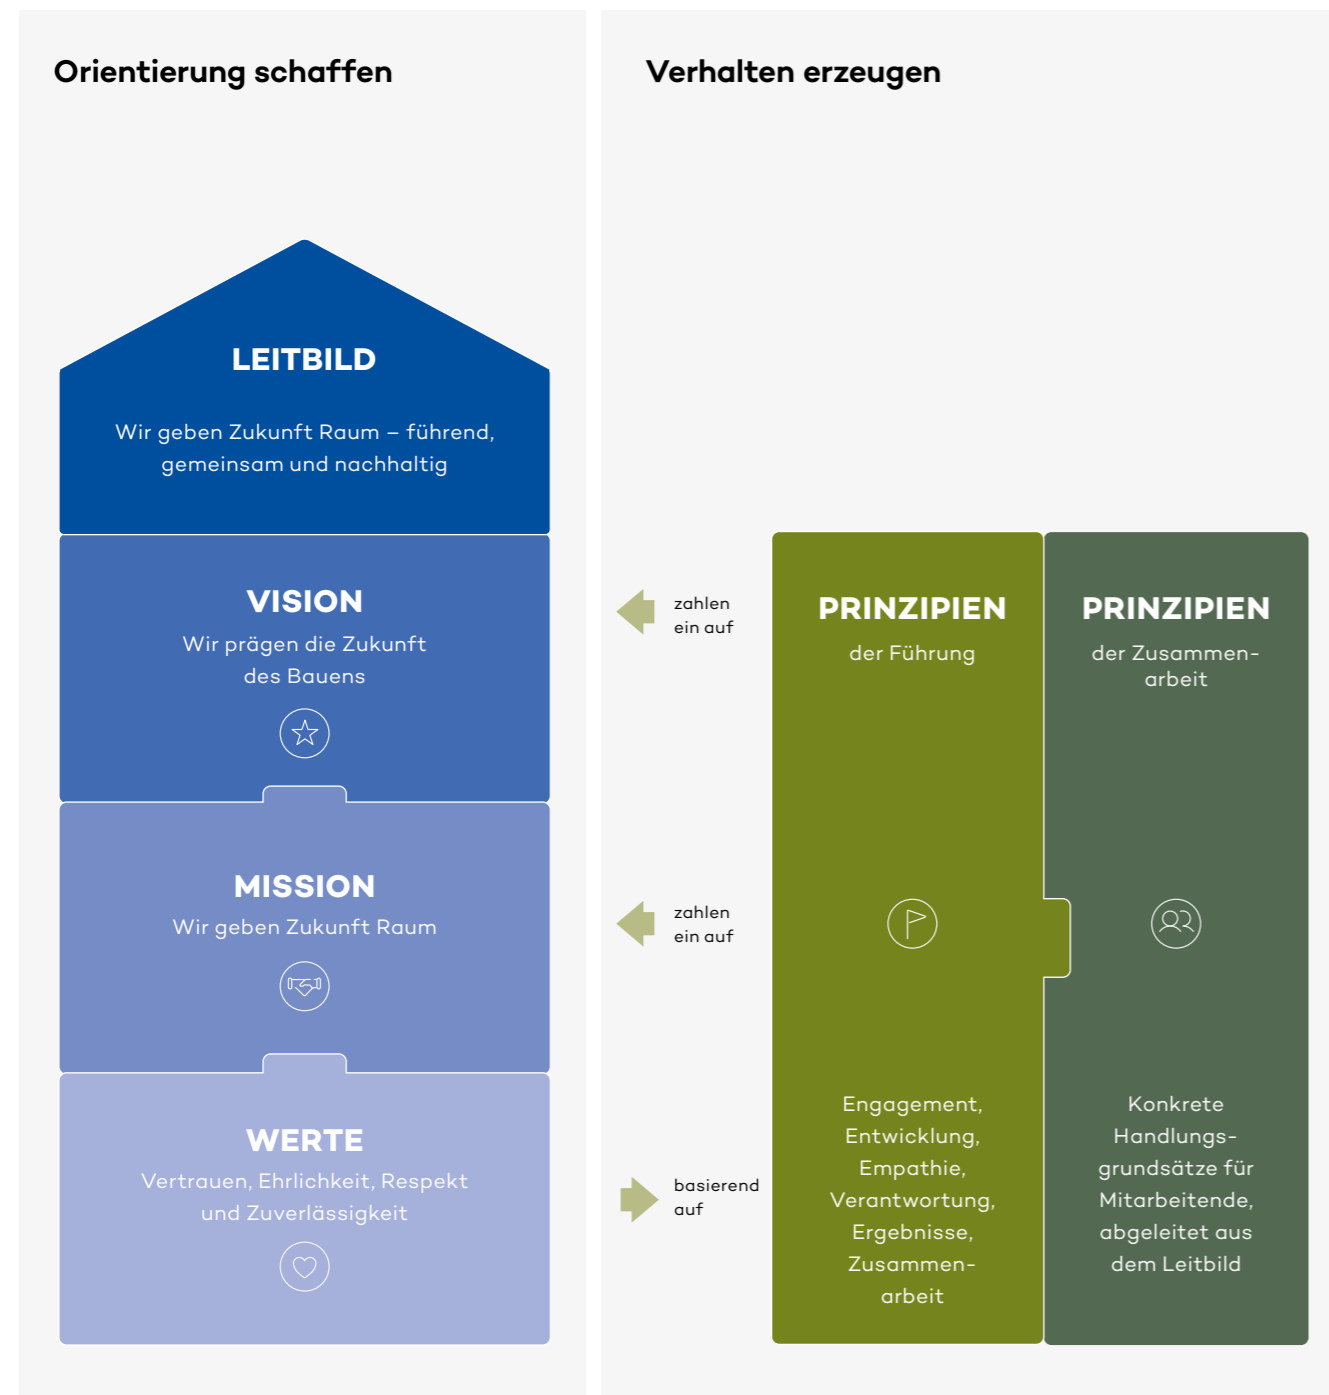 Orientierung schaffen
LEITBILD
Wir geben Zukunft Raum – führend,
gemeinsam und nachhaltig
VISION
Wir prägen die Zukunft
des Bauens
MISSION
Wir geben Zukunft Raum
WERTE
Vertrauen, Ehrlichkeit, Respekt
und Zuverlässigkeit
Verhalten erzeugen
zahlen
ein auf
zahlen
ein auf
basierend
auf
PRINZIPIEN
der Führung
Engagement,
Entwicklung,
Empathie,
Verantwortung,
Ergebnisse,
Zusammen-
arbeit
PRINZIPIEN
der Zusammen-
arbeit
Konkrete
Handlungs-
grundsätze für
Mitarbeitende,
abgeleitet aus
dem Leitbild